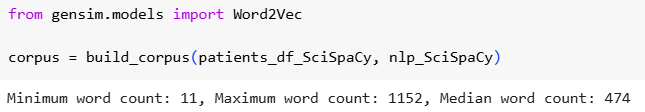 from gensim.models import Word2Vec
corpus = build_corpus(patients_df_SciSpaCy, nlp_SciSpaCy)
Minimum word count: 11, Maximum word count: 1152, Median word count: 474